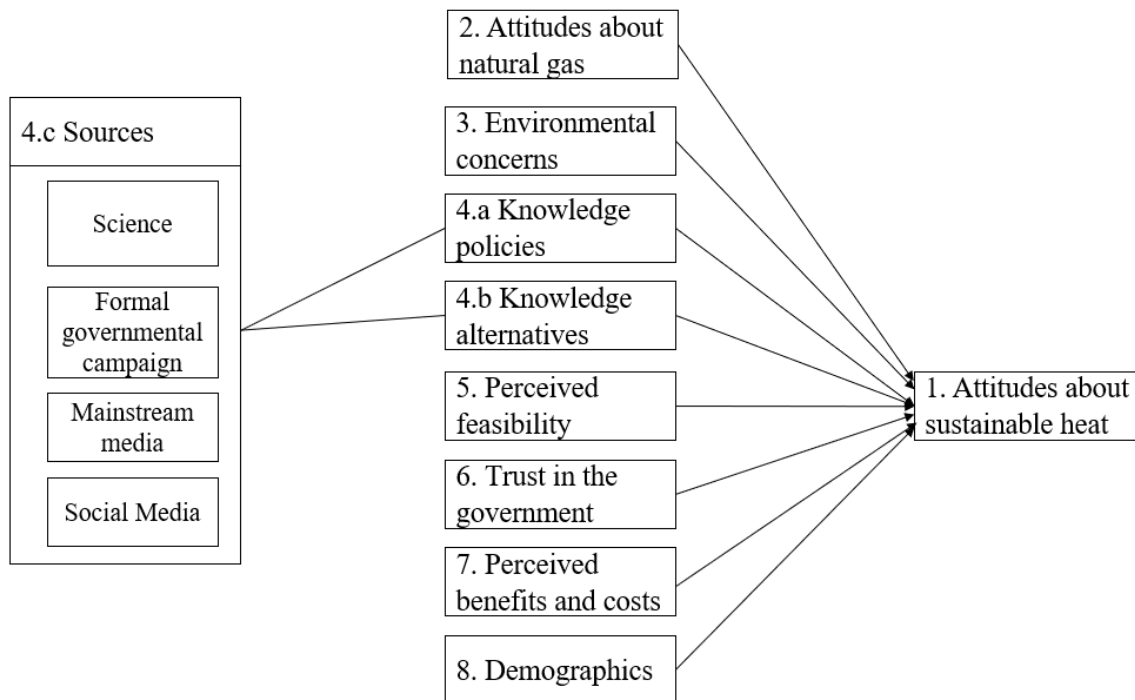 4.c Sources
Science
Formal
governmental
campaign
Mainstream
media
Social Media
2. Attitudes about
natural gas
3. Environmental
concerns
4.a Knowledge
policies
4.b Knowledge
alternatives
5. Perceived
feasibility
6. Trust in the
government
7. Perceived
benefits and costs
8. Demographics
1. Attitudes about
sustainable heat